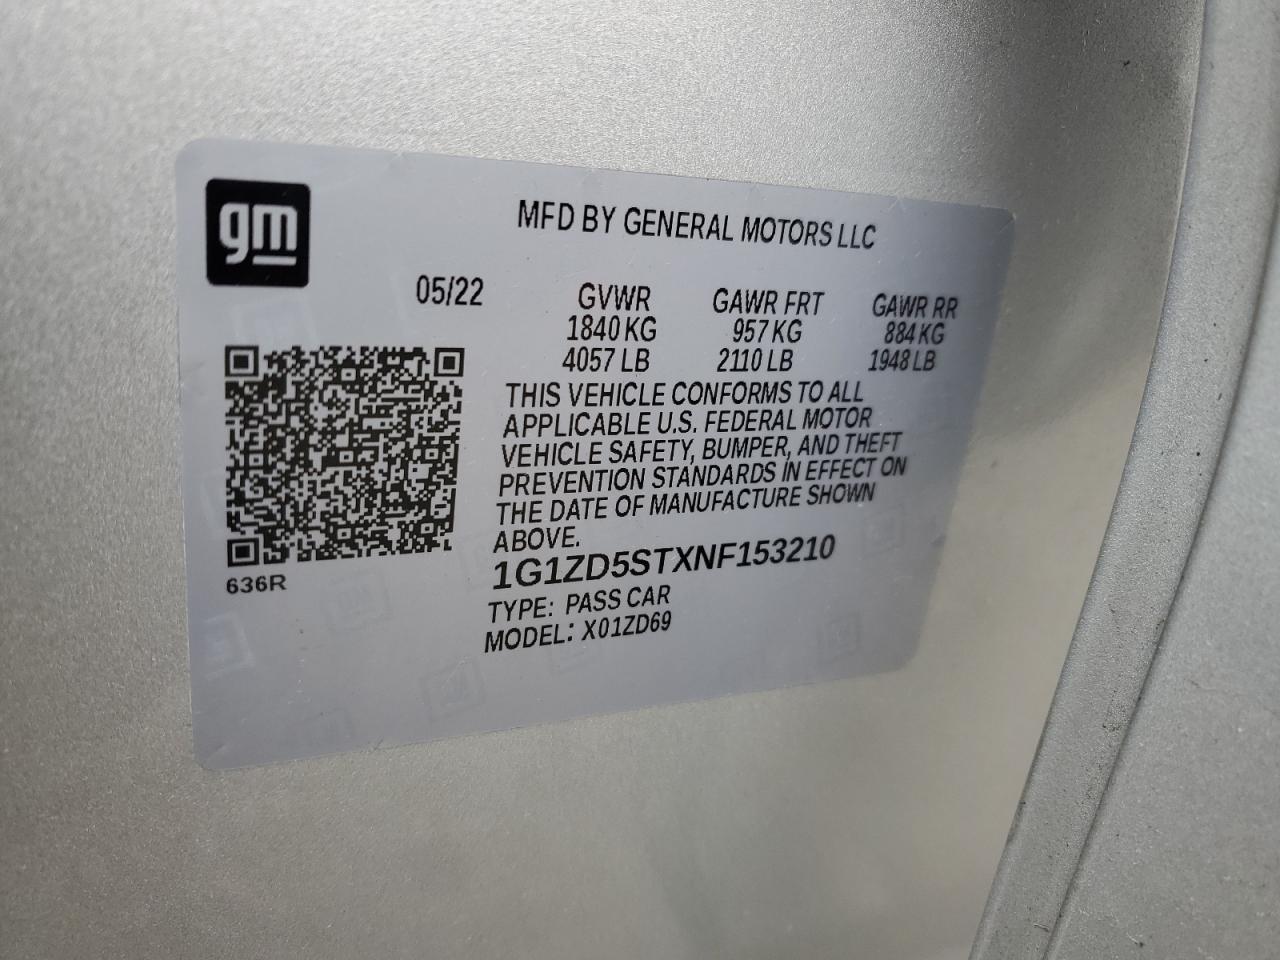 gm
MFD BY GENERAL MOTORS LLC
05/22 GVWR GAWR FRT GAWR RR
1840 KG 957 KG 884 KG
4057 LB 2110 LB 1948 LB
THIS VEHICLE CONFORMS TO ALL
APPLICABLE U.S. FEDERAL MOTOR
VEHICLE SAFETY, BUMPER, AND THEFT
PREVENTION STANDARDS IN EFFECT ON
THE DATE OF MANUFACTURE SHOWN
ABOVE.
1G1ZD5STXNF153210
636R
TYPE: PASS CAR
MODEL: X01ZD69